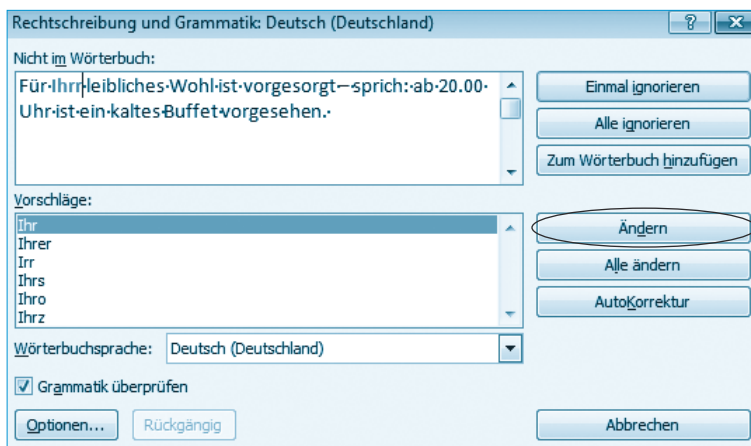 Rechtschreibung und Grammatik: Deutsch (Deutschland)
Nicht im Wörterbuch:
Für·Ihrr·leibliches·Wohl·ist·vorgesorgt·–·sprich:·ab·20.00·
Uhr·ist·ein·kaltes·Buffet·vorgesehen.·
Einmal ignorieren
Alle ignorieren
Zum Wörterbuch hinzufügen
Vorschläge:
Ihr
Ihrer
Irr
Ihrs
Ihro
Ihrz
Ändern
Alle ändern
AutoKorrektur
Wörterbuchsprache: Deutsch (Deutschland)
Grammatik überprüfen
Optionen... Rückgängig Abbrechen